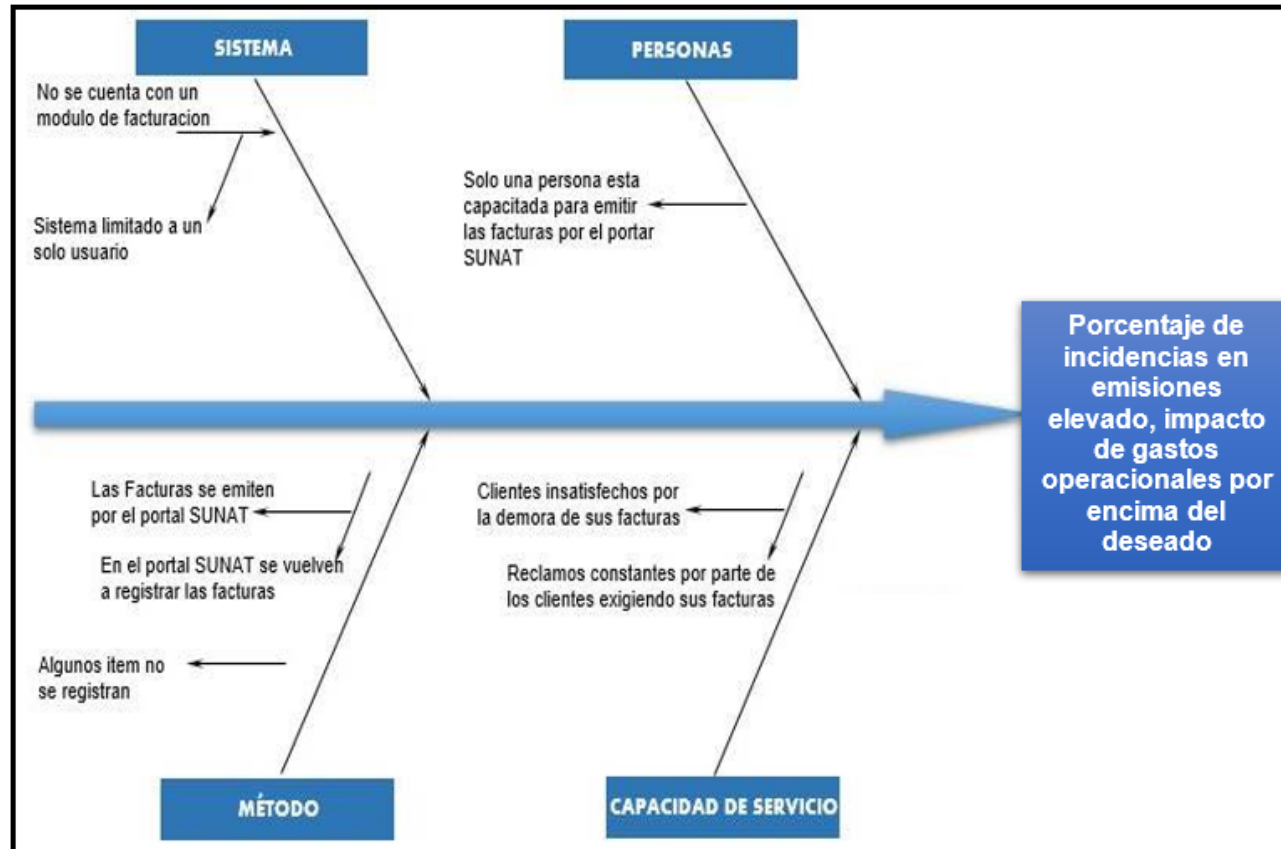 SISTEMA
PERSONAS
No se cuenta con un
modulo de facturacion
Sistema limitado a un
solo usuario
Solo una persona esta
capacitada para emitir
las facturas por el portar
SUNAT
Porcentaje de
incidencias en
emisiones
elevado, impacto
de gastos
operacionales por
encima del
deseado
Las Facturas se emiten
por el portal SUNAT
En el portal SUNAT se vuelven
a registrar las facturas
Algunos item no
se registran
Clientes insatisfechos por
la demora de sus facturas
Reclamos constantes por parte de
los clientes exigiendo sus facturas
MÉTODO
CAPACIDAD DE SERVICIO